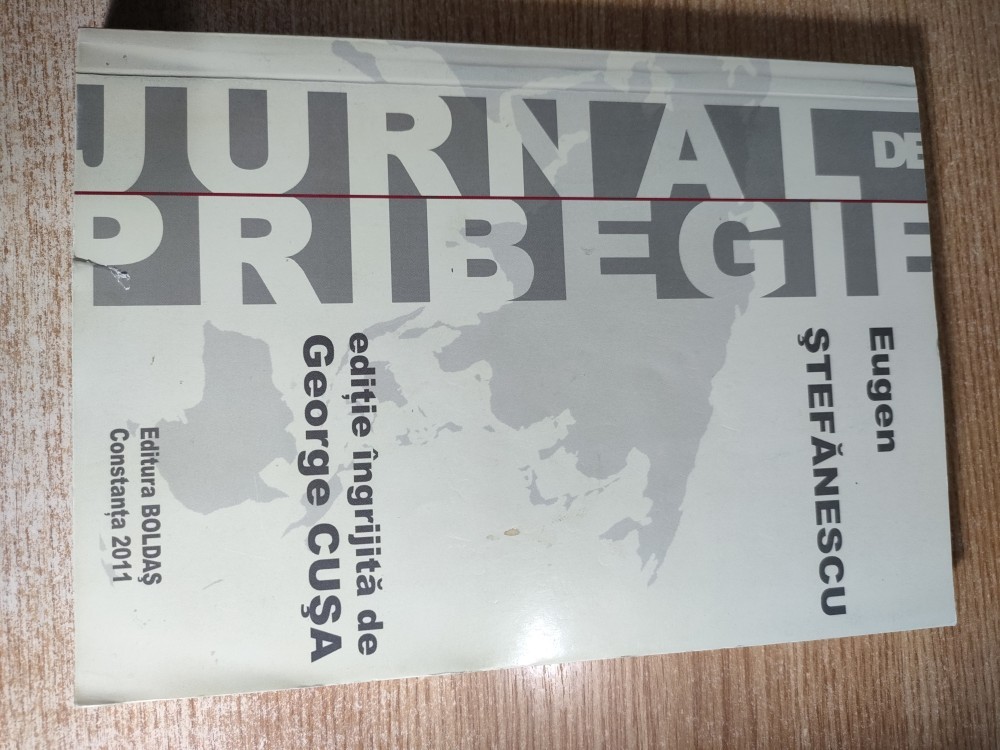 JURNAL DE
PRIBEGIE
Eugen
ŞTEFĂNESCU
ediţie îngrijită de
George CUŞA
Editura BOLDAŞ
Constanţa 2011